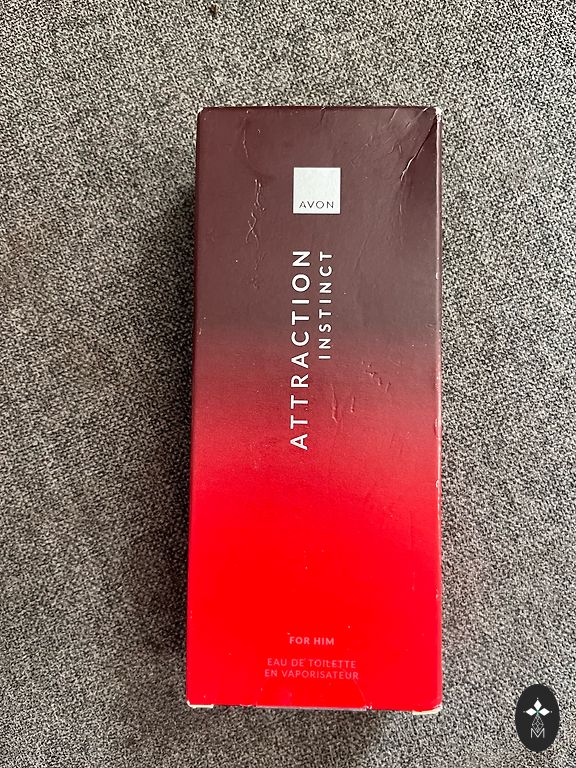 AVON
ATTRACTION
INSTINCT
FOR HIM
EAU DE TOILETTE
EN VAPORISATEUR
M